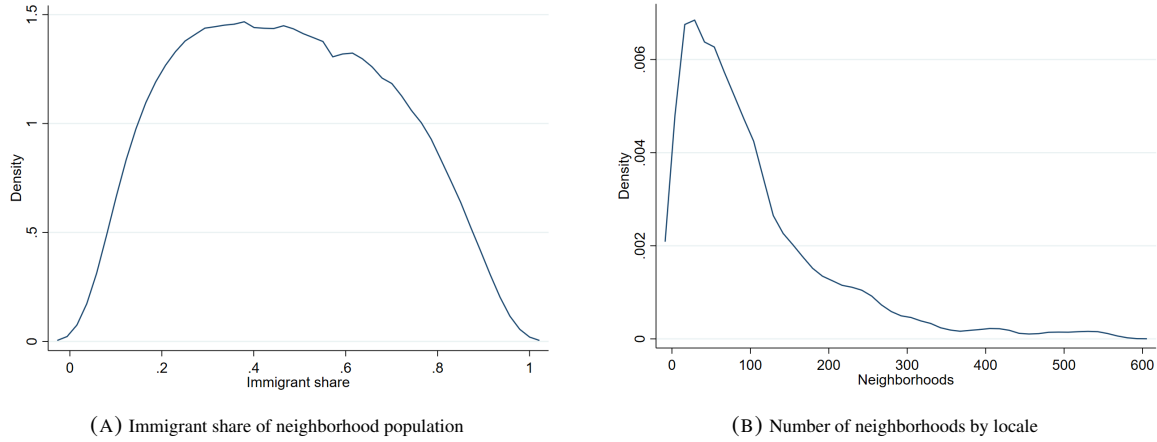 1.5
1
.5
0
Density
0 .2 .4 .6 .8 1
Immigrant share
(A) Immigrant share of neighborhood population
.006
.004
.002
0
Density
0 100 200 300 400 500 600
Neighborhoods
(B) Number of neighborhoods by locale